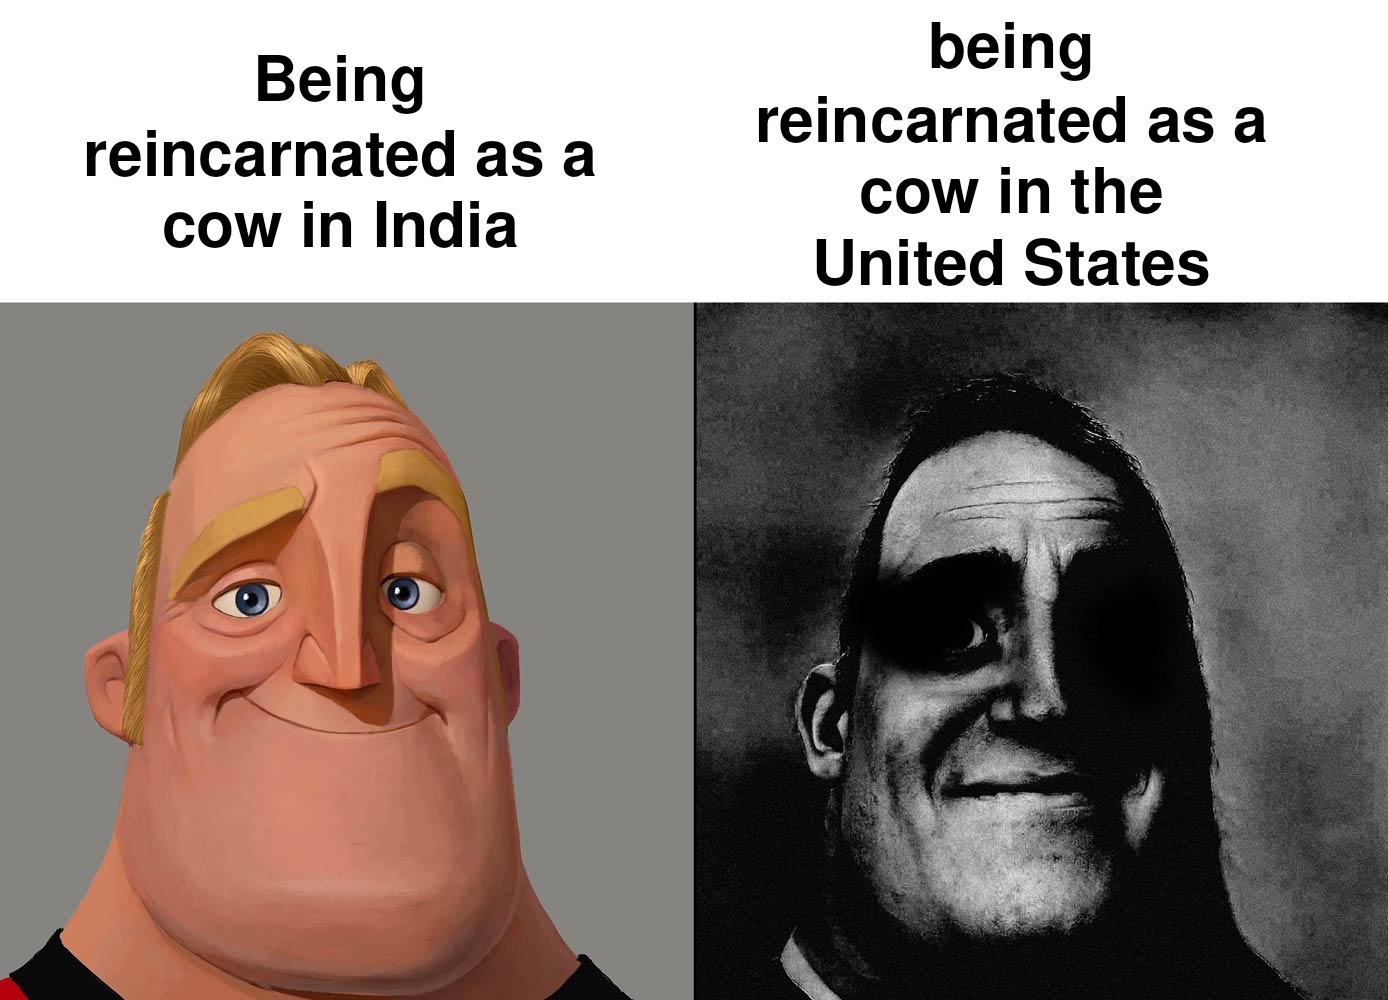 Being
reincarnated as a
cow in India
being
reincarnated as a
cow in the
United States